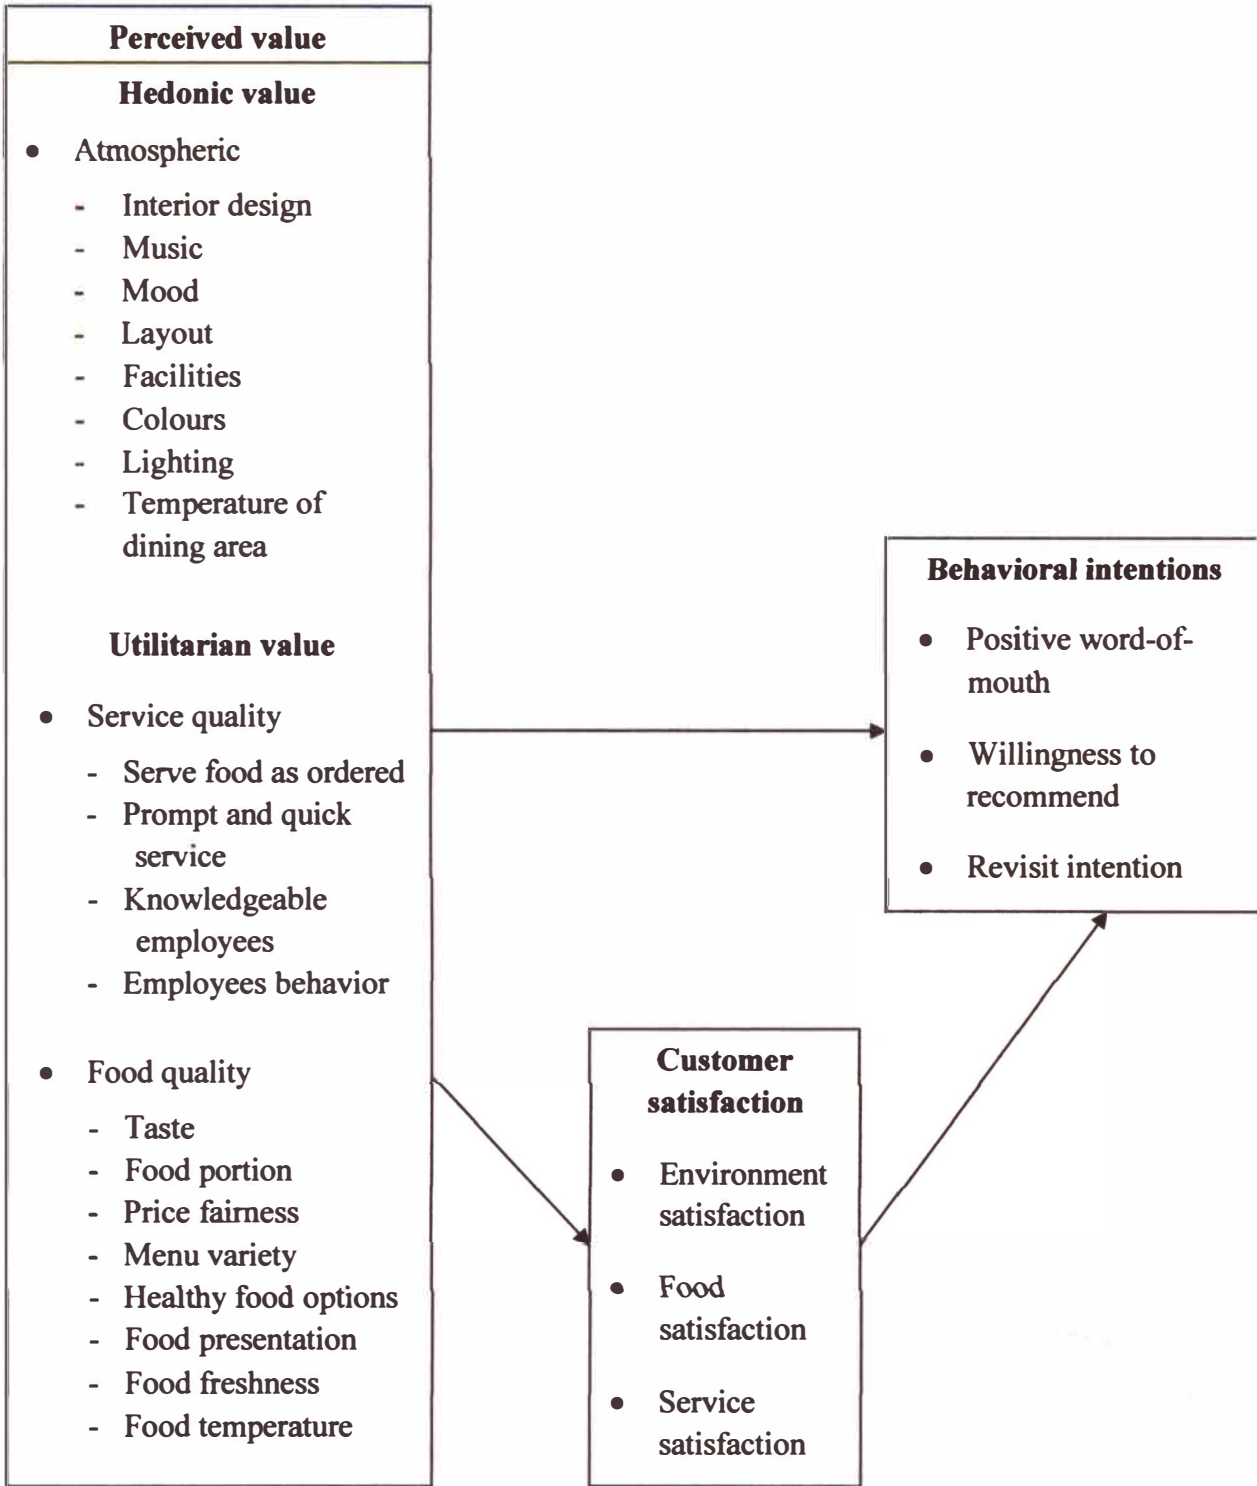 Perceived value
Hedonic value
• Atmospheric
- Interior design
- Music
- Mood
- Layout
- Facilities
- Colours
- Lighting
- Temperature of
dining area
Utilitarian value
• Service quality
- Serve food as ordered
- Prompt and quick
service
- Knowledgeable
employees
- Employees behavior
• Food quality
- Taste
- Food portion
- Price fairness
- Menu variety
- Healthy food options
- Food presentation
- Food freshness
- Food temperature
Customer
satisfaction
• Environment
satisfaction
• Food
satisfaction
• Service
satisfaction
Behavioral intentions
• Positive word-of-
mouth
• Willingness to
recommend
• Revisit intention